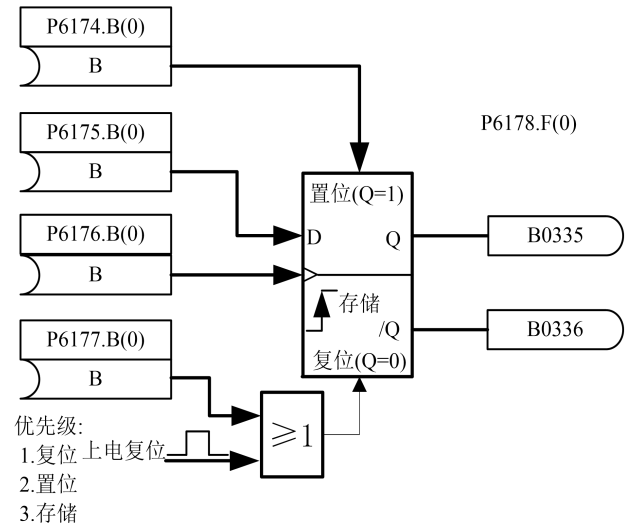 P6174.B(0)
B
P6175.B(0)
B
P6176.B(0)
B
P6177.B(0)
B
P6178.F(0)
置位(Q=1)
D
Q
存储
/Q
复位(Q=0)
B0335
B0336
≥1
优先级:
1.复位
上电复位
2.置位
3.存储